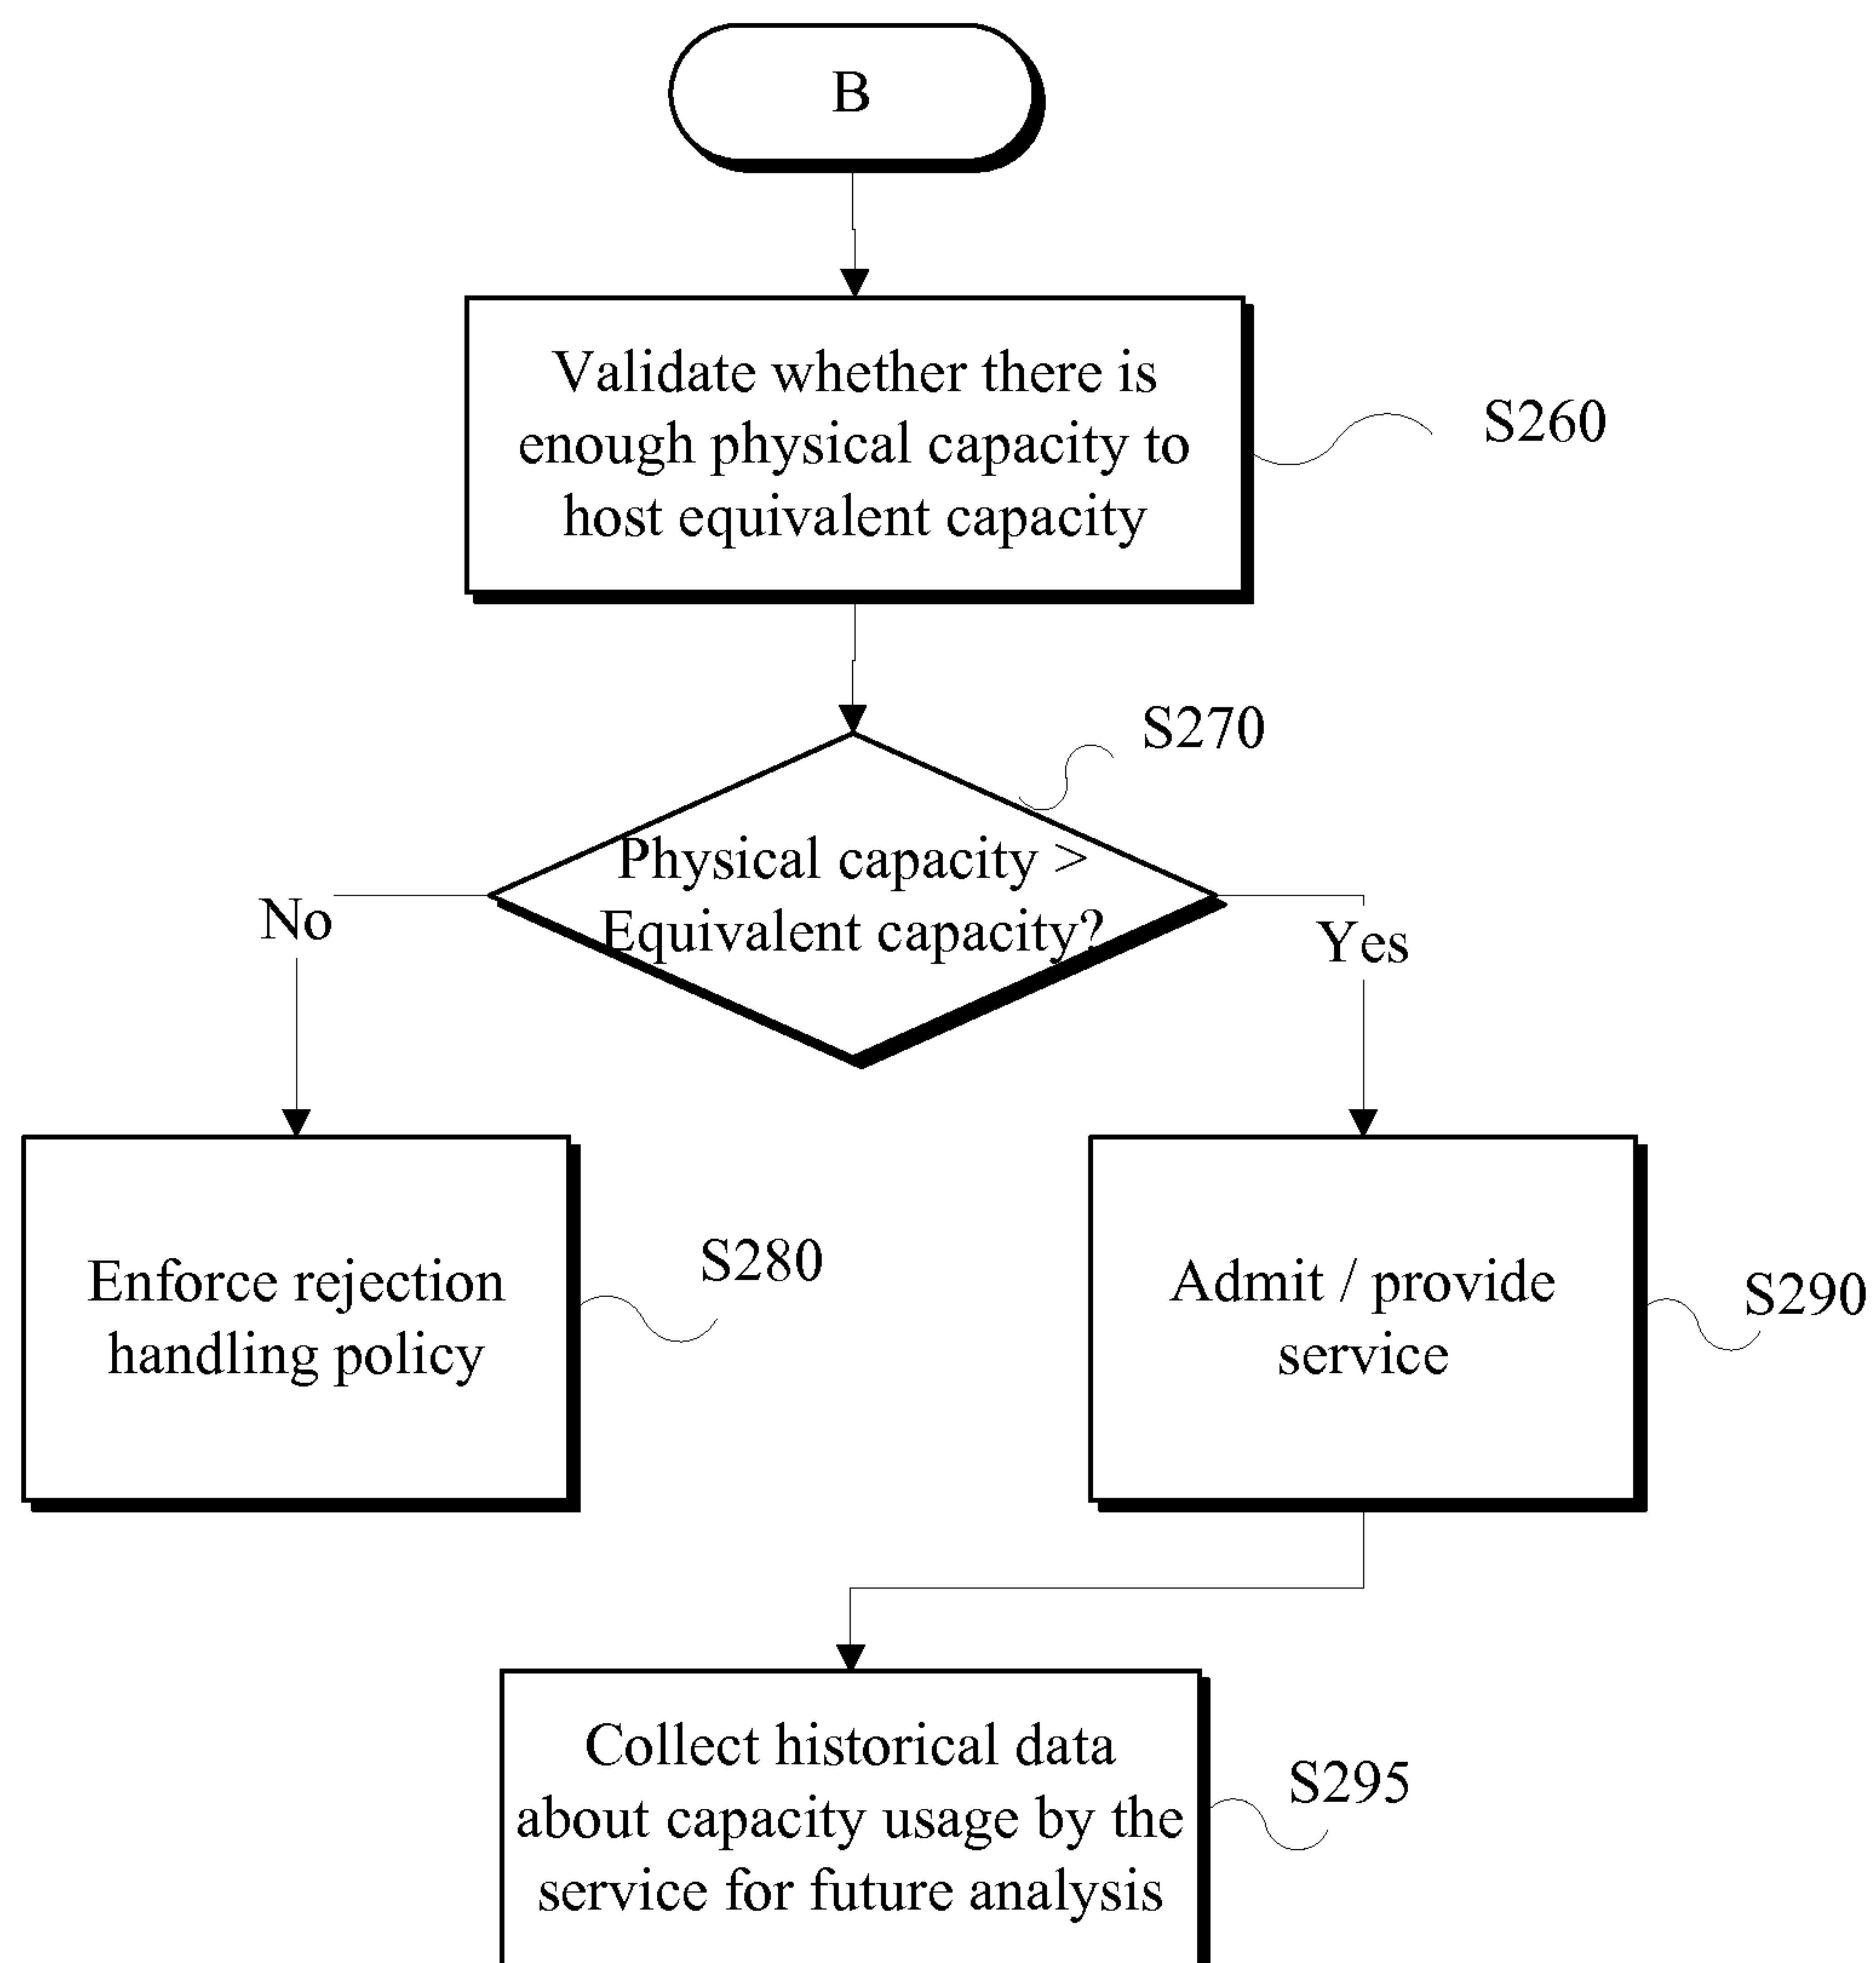 B
Validate whether there is
enough physical capacity to
host equivalent capacity
S260
S270
Physical capacity >
Equivalent capacity?
No
Yes
Enforce rejection
handling policy
S280
Admit / provide
service
S290
Collect historical data
about capacity usage by the
service for future analysis
S295